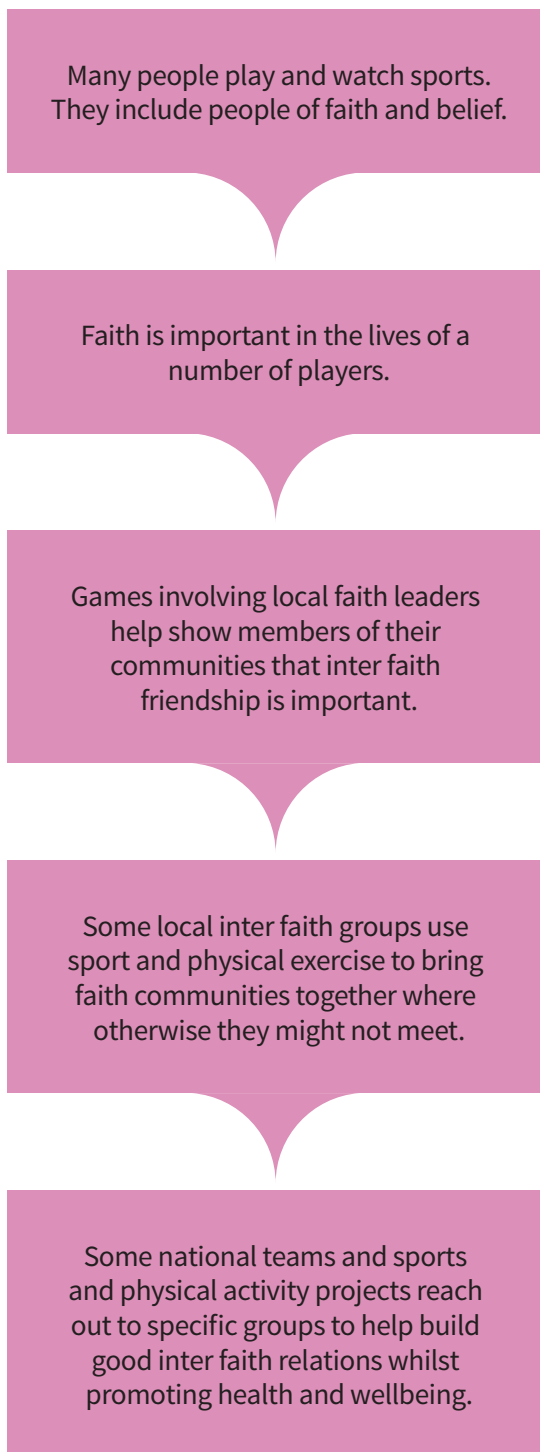 Many people play and watch sports.
They include people of faith and belief.
Faith is important in the lives of a
number of players.
Games involving local faith leaders
help show members of their
communities that inter faith
friendship is important.
Some local inter faith groups use
sport and physical exercise to bring
faith communities together where
otherwise they might not meet.
Some national teams and sports
and physical activity projects reach
out to specific groups to help build
good inter faith relations whilst
promoting health and wellbeing.